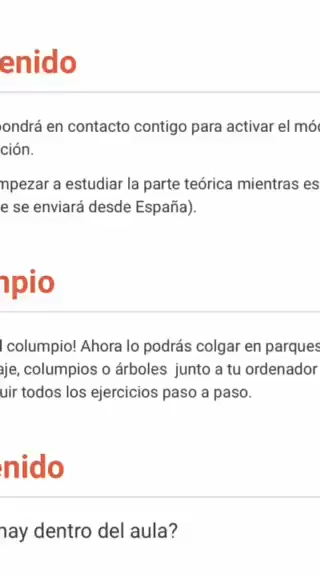 enido
pondrá en contacto contigo para activar el mó
ción.
mpezar a estudiar la parte teórica mientras es
e se enviará desde España).
mpio
l columpio! Ahora lo podrás colgar en parques
aje, columpios o árboles junto a tu ordenador
uir todos los ejercicios paso a paso.
enido
hay dentro del aula?